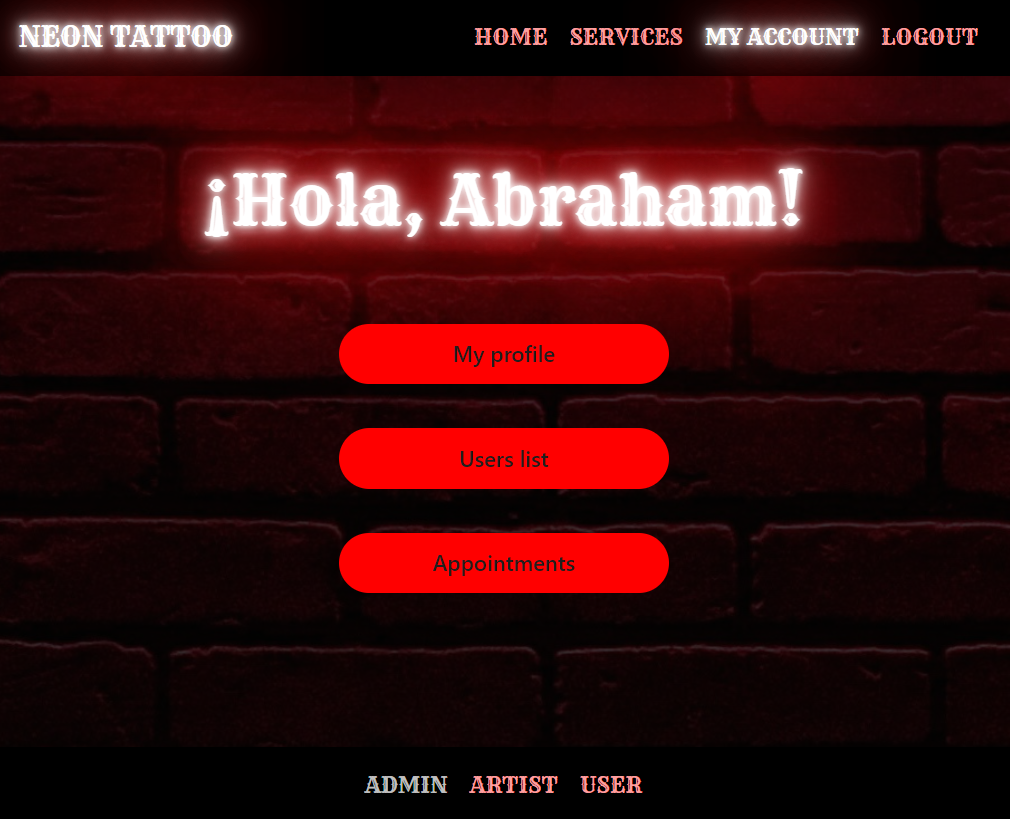 NEON TATTOO HOME SERVICES MY ACCOUNT LOGOUT
¡Hola, Abraham!
My profile
Users list
Appointments
ADMIN ARTIST USER